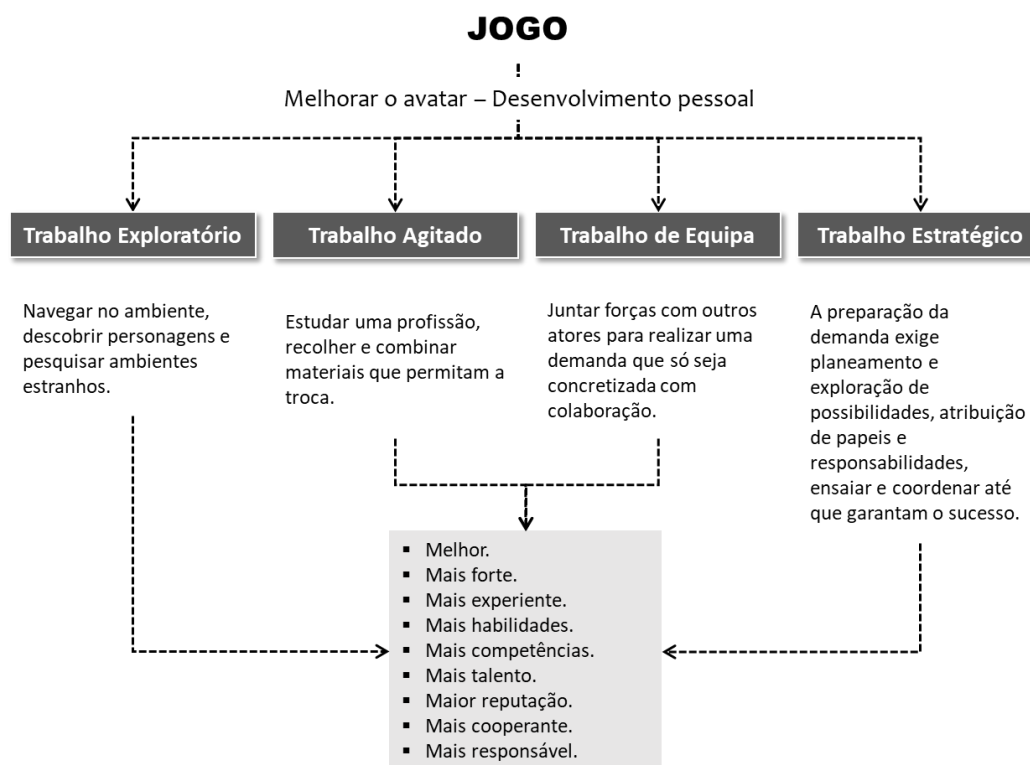 JOGO
Melhorar o avatar – Desenvolvimento pessoal
Trabalho Exploratório
Trabalho Agitado
Trabalho de Equipa
Trabalho Estratégico
Navegar no ambiente,
descobrir personagens e
pesquisar ambientes
estranhos.
Estudar uma profissão,
recolher e combinar
materiais que permitam a
troca.
Juntar forças com outros
atores para realizar uma
demanda que só seja
concretizada com
colaboração.
A preparação da
demanda exige
planeamento e
exploração de
possibilidades, atribuição
de papeis e
responsabilidades,
ensaiar e coordenar até
que garantam o sucesso.
▪ Melhor.
▪ Mais forte.
▪ Mais experiente.
▪ Mais habilidades.
▪ Mais competências.
▪ Mais talento.
▪ Maior reputação.
▪ Mais cooperante.
▪ Mais responsável.